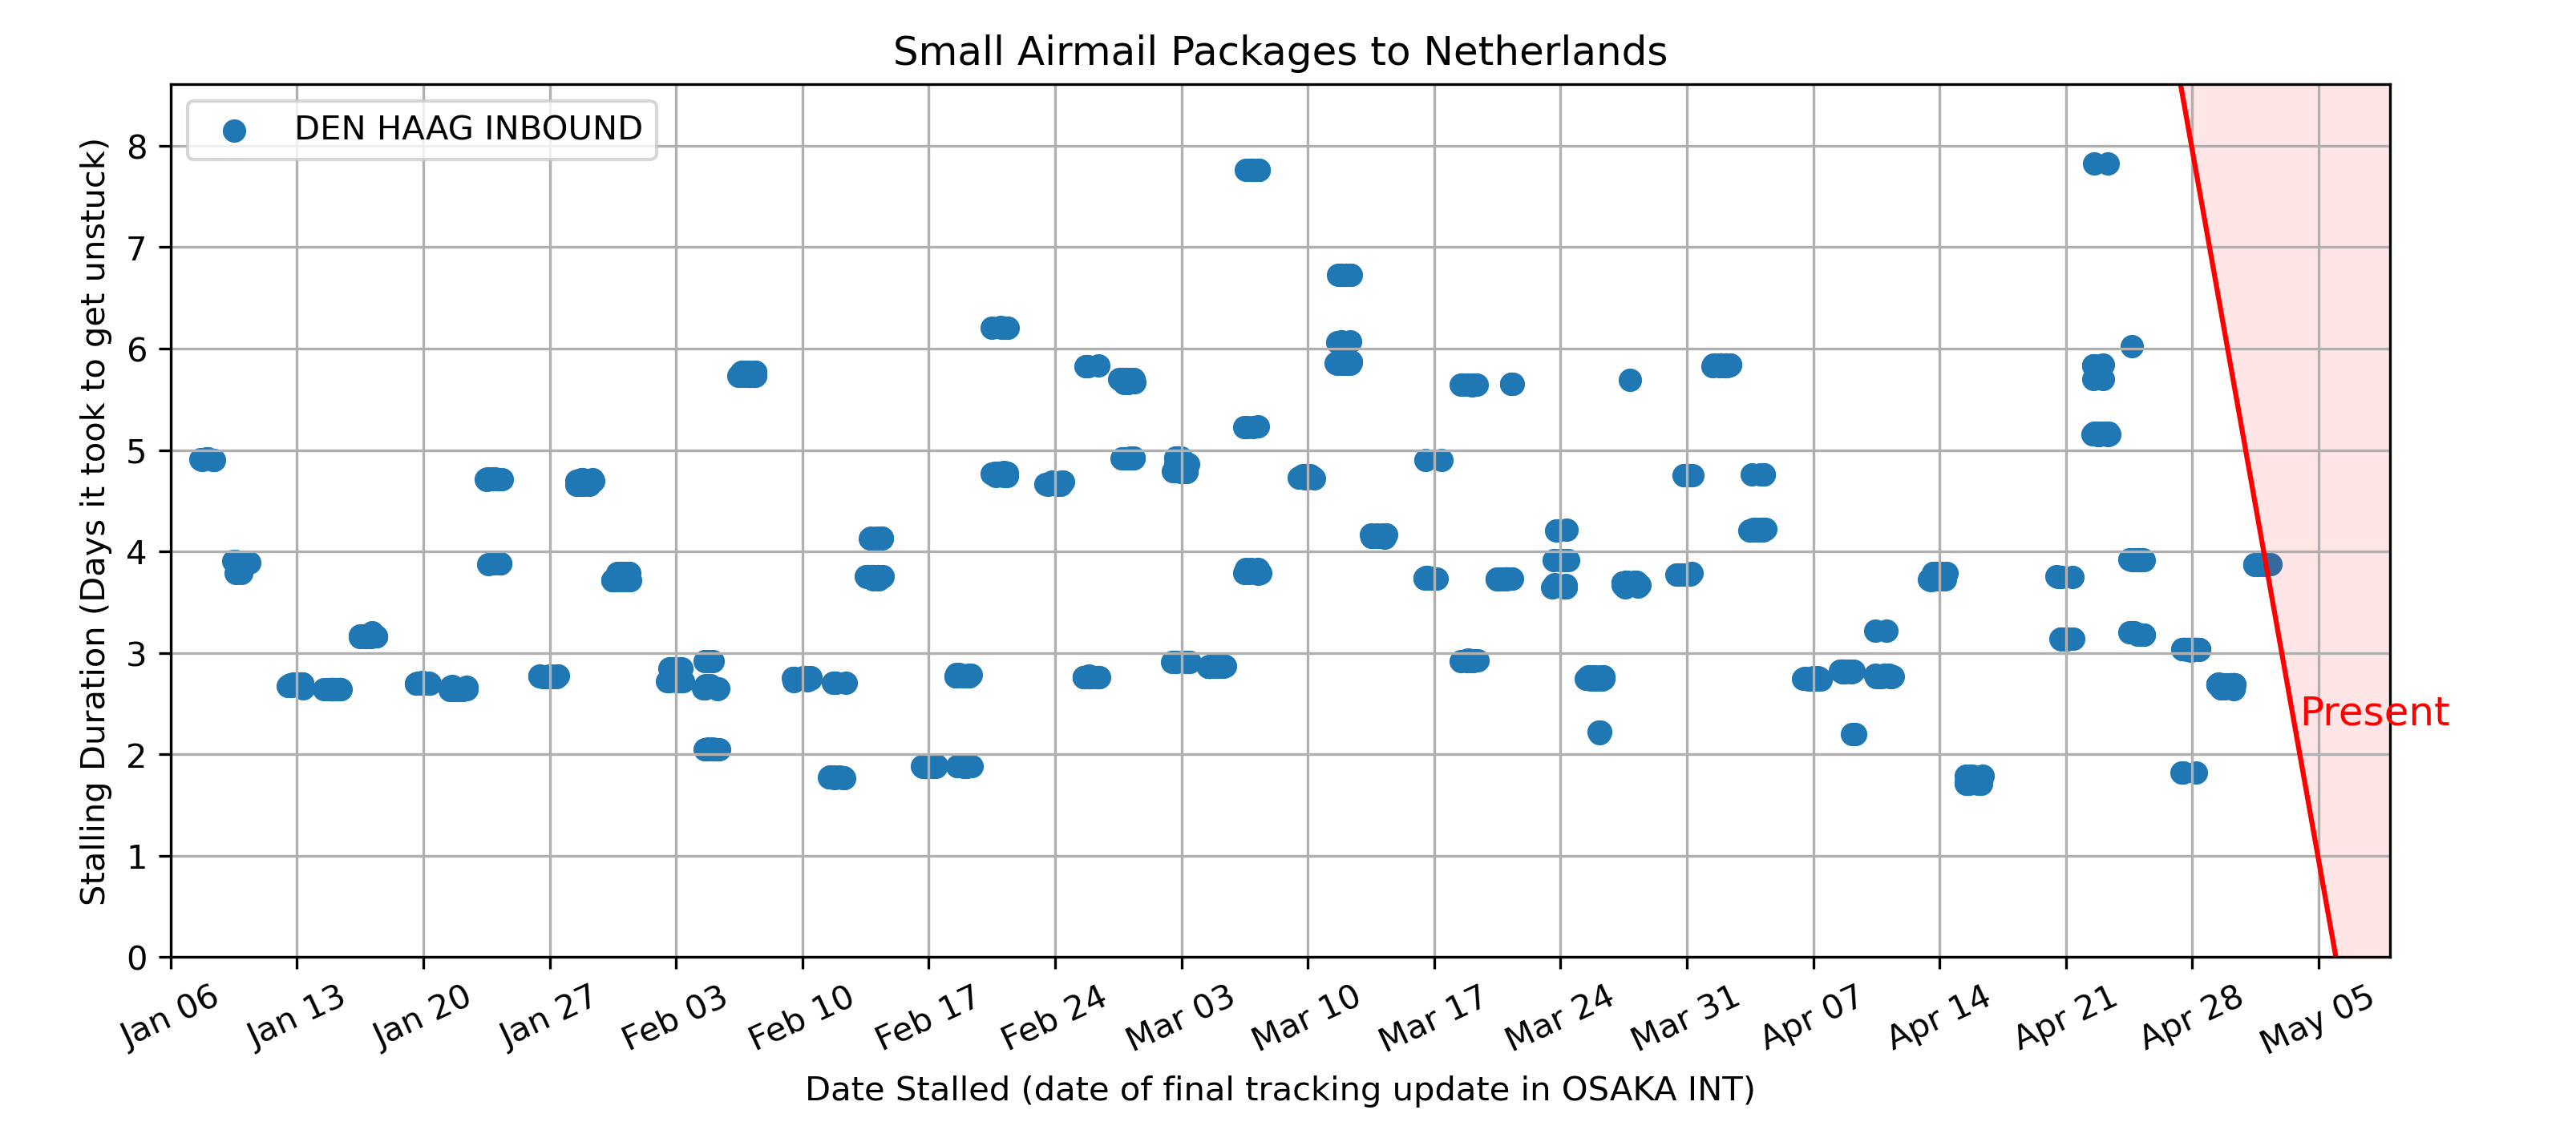 Small Airmail Packages to Netherlands
DEN HAAG INBOUND
Stalling Duration (Days it took to get unstuck)
8
7
6
5
4
3
2
1
0
Present
Jan 06
Jan 13
Jan 20
Jan 27
Feb 03
Feb 10
Feb 17
Feb 24
Mar 03
Mar 10
Mar 17
Mar 24
Mar 31
Apr 07
Apr 14
Apr 21
Apr 28
May 05
Date Stalled (date of final tracking update in OSAKA INT)